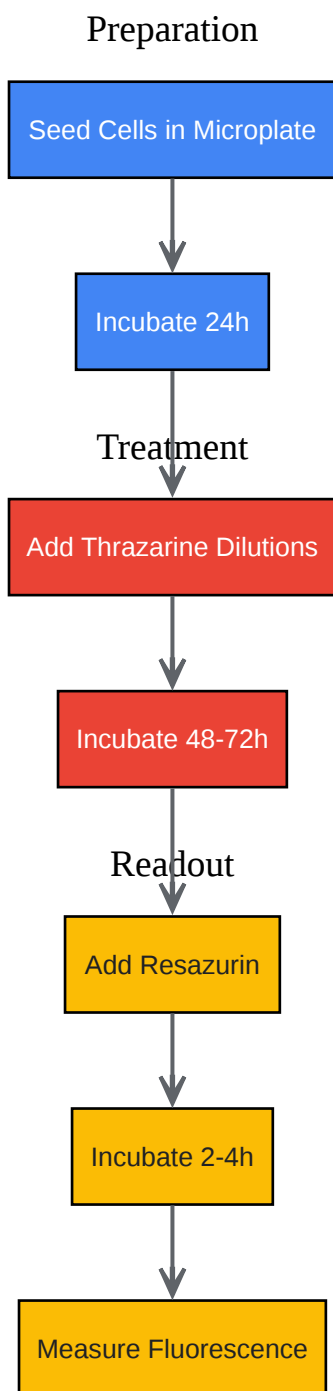 Preparation
Seed Cells in Microplate
Incubate 24h
Treatment
Add Thrazarine Dilutions
Incubate 48-72h
Readout
Add Resazurin
Incubate 2-4h
Measure Fluorescence